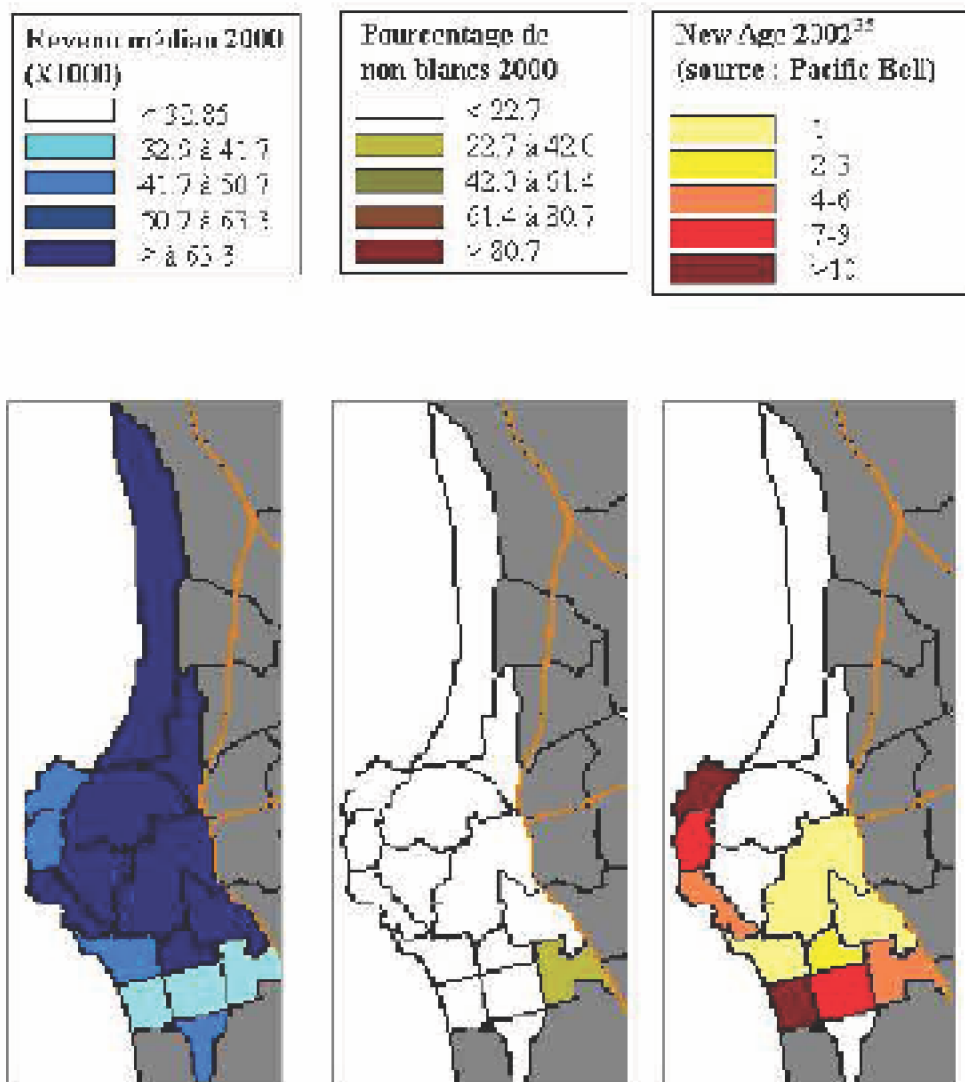 Revenu médian 2000
(X1000)
< 32.85
32.9 à 41.7
41.7 à 50.7
50.7 à 63.3
> à 63.3
Pourcentage de
non blancs 2000
< 22.7
22.7 à 42.0
42.0 à 61.4
61.4 à 80.7
> 80.7
New Age 2002³⁵
(source : Pacific Bell)
1
2-3
4-6
7-9
>10